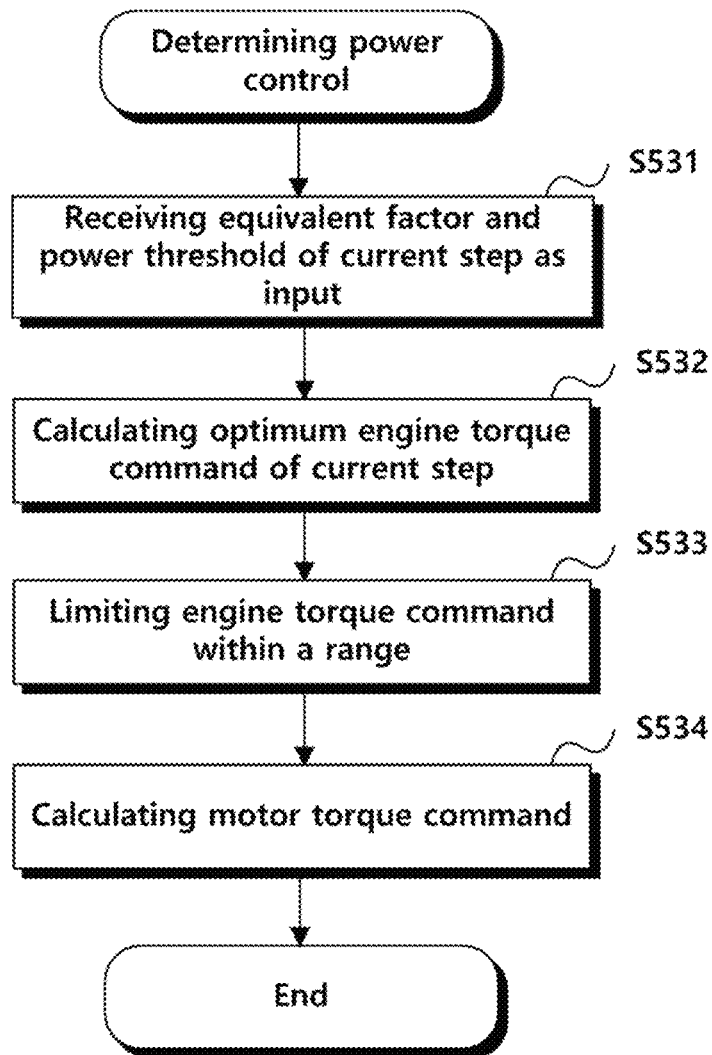 Determining power
control
S531
Receiving equivalent factor and
power threshold of current step as
input
S532
Calculating optimum engine torque
command of current step
S533
Limiting engine torque command
within a range
S534
Calculating motor torque command
End